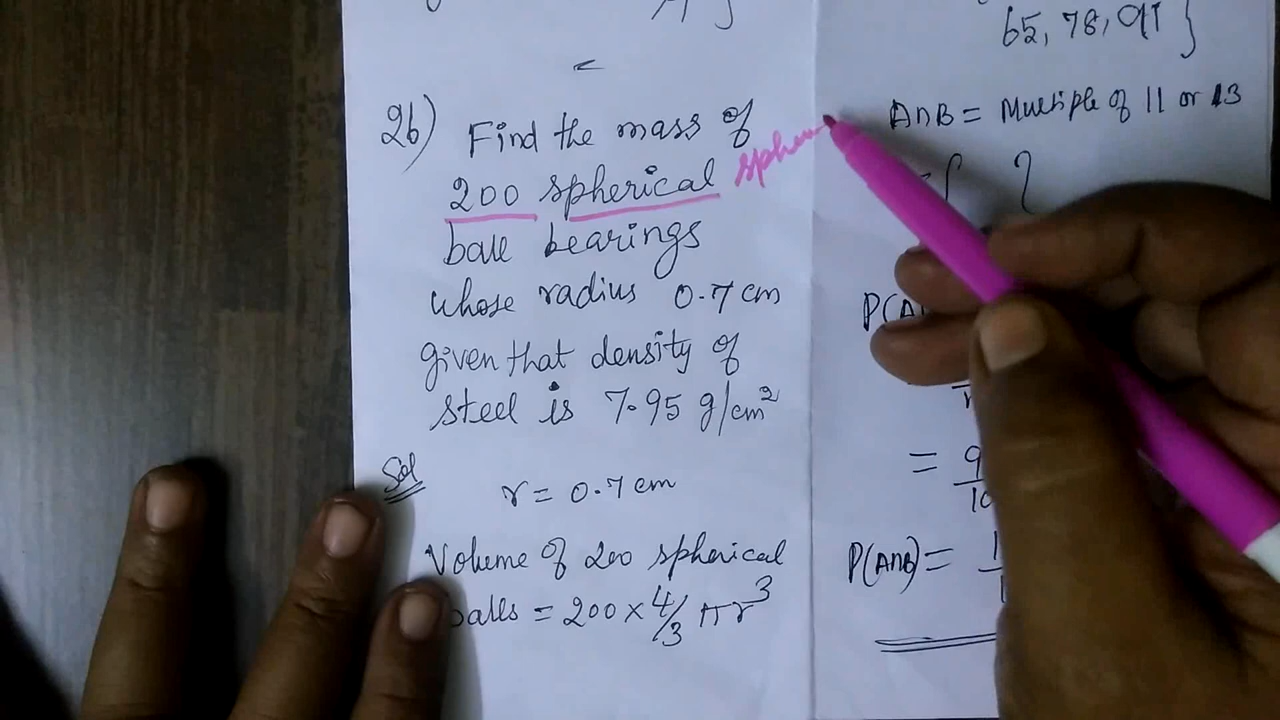 26) Find the mass of
200 spherical
ball bearings
whose radius 0.7 cm
given that density of
steel is 7.95 g/cm²
Sol
r = 0.7 cm
Volume of 200 spherical
balls = 200 × 4/3 πr³
65, 78, 91 }
A∩B = Multiple of 11 or 13
P(A∩B) =